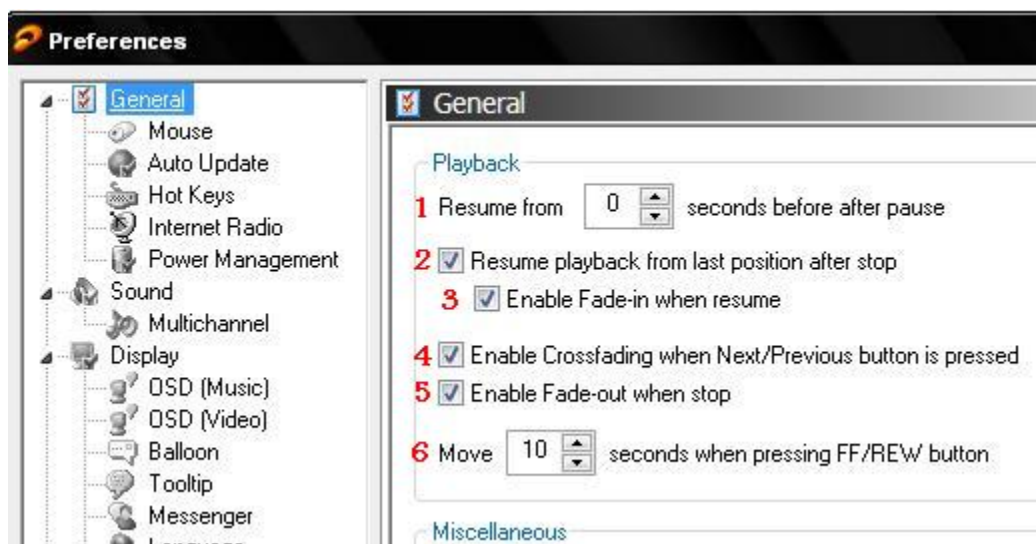 Preferences
General
Mouse
Auto Update
Hot Keys
Internet Radio
Power Management
Sound
Multichannel
Display
OSD (Music)
OSD (Video)
Balloon
Tooltip
Messenger
Language
General
Playback
1 Resume from 0 seconds before after pause
2 Resume playback from last position after stop
3 Enable Fade-in when resume
4 Enable Crossfading when Next/Previous button is pressed
5 Enable Fade-out when stop
6 Move 10 seconds when pressing FF/REW button
Miscellaneous